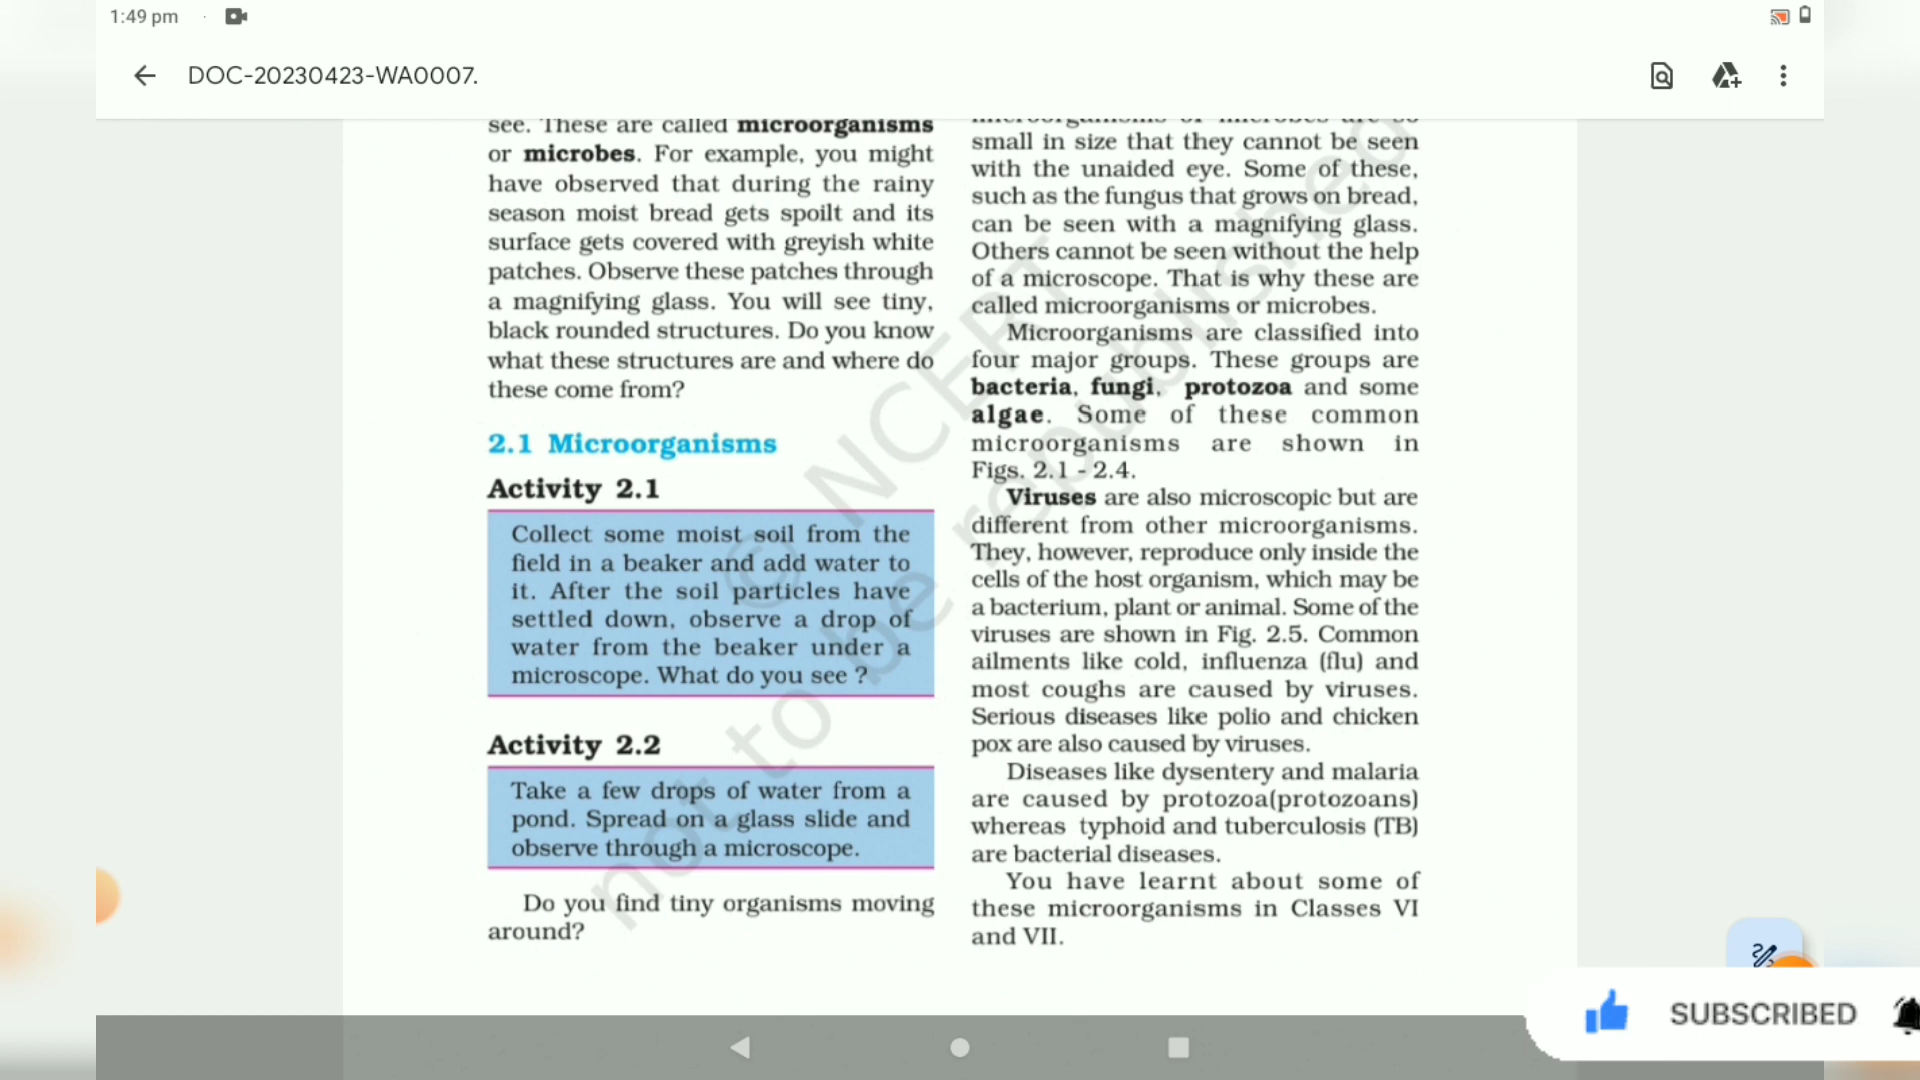 1:49 pm
DOC-20230423-WA0007.
see. These are called microorganisms
or microbes. For example, you might
have observed that during the rainy
season moist bread gets spoilt and its
surface gets covered with greyish white
patches. Observe these patches through
a magnifying glass. You will see tiny,
black rounded structures. Do you know
what these structures are and where do
these come from?
2.1 Microorganisms
Activity 2.1
Collect some moist soil from the
field in a beaker and add water to
it. After the soil particles have
settled down, observe a drop of
water from the beaker under a
microscope. What do you see ?
Activity 2.2
Take a few drops of water from a
pond. Spread on a glass slide and
observe through a microscope.
Do you find tiny organisms moving
around?
microorganisms or microbes are so
small in size that they cannot be seen
with the unaided eye. Some of these,
such as the fungus that grows on bread,
can be seen with a magnifying glass.
Others cannot be seen without the help
of a microscope. That is why these are
called microorganisms or microbes.
Microorganisms are classified into
four major groups. These groups are
bacteria, fungi, protozoa and some
algae. Some of these common
microorganisms are shown in
Figs. 2.1 - 2.4.
Viruses are also microscopic but are
different from other microorganisms.
They, however, reproduce only inside the
cells of the host organism, which may be
a bacterium, plant or animal. Some of the
viruses are shown in Fig. 2.5. Common
ailments like cold, influenza (flu) and
most coughs are caused by viruses.
Serious diseases like polio and chicken
pox are also caused by viruses.
Diseases like dysentery and malaria
are caused by protozoa(protozoans)
whereas typhoid and tuberculosis (TB)
are bacterial diseases.
You have learnt about some of
these microorganisms in Classes VI
and VII.
© NCERT
not to be republished
SUBSCRIBED